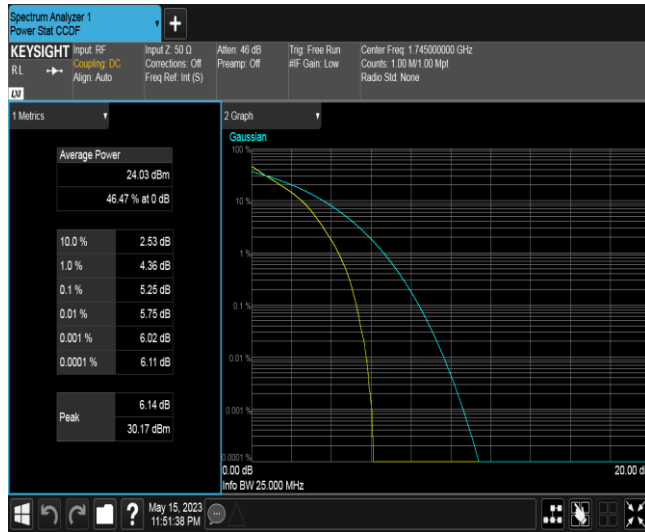 Spectrum Analyzer 1
Power Stat CCDF
+
KEYSIGHT
Input: RF
Coupling: DC
Align: Auto
Input Z: 50 Ω
Corrections: Off
Freq Ref: Int (S)
Atten: 46 dB
Preamp: Off
Trig: Free Run
#IF Gain: Low
Center Freq: 1.745000000 GHz
Counts: 1.00 M/1.00 Mpt
Radio Std: None
R L
LXI
1 Metrics
Average Power
24.03 dBm
46.47 % at 0 dB
10.0 % 2.53 dB
1.0 % 4.36 dB
0.1 % 5.25 dB
0.01 % 5.75 dB
0.001 % 6.02 dB
0.0001 % 6.11 dB
Peak
6.14 dB
30.17 dBm
2 Graph
Gaussian
100 %
10 %
1 %
0.1 %
0.01 %
0.001 %
0.0001 %
0.00 dB
20.00 d
Info BW 25.000 MHz
?
May 15, 2023
11:51:38 PM